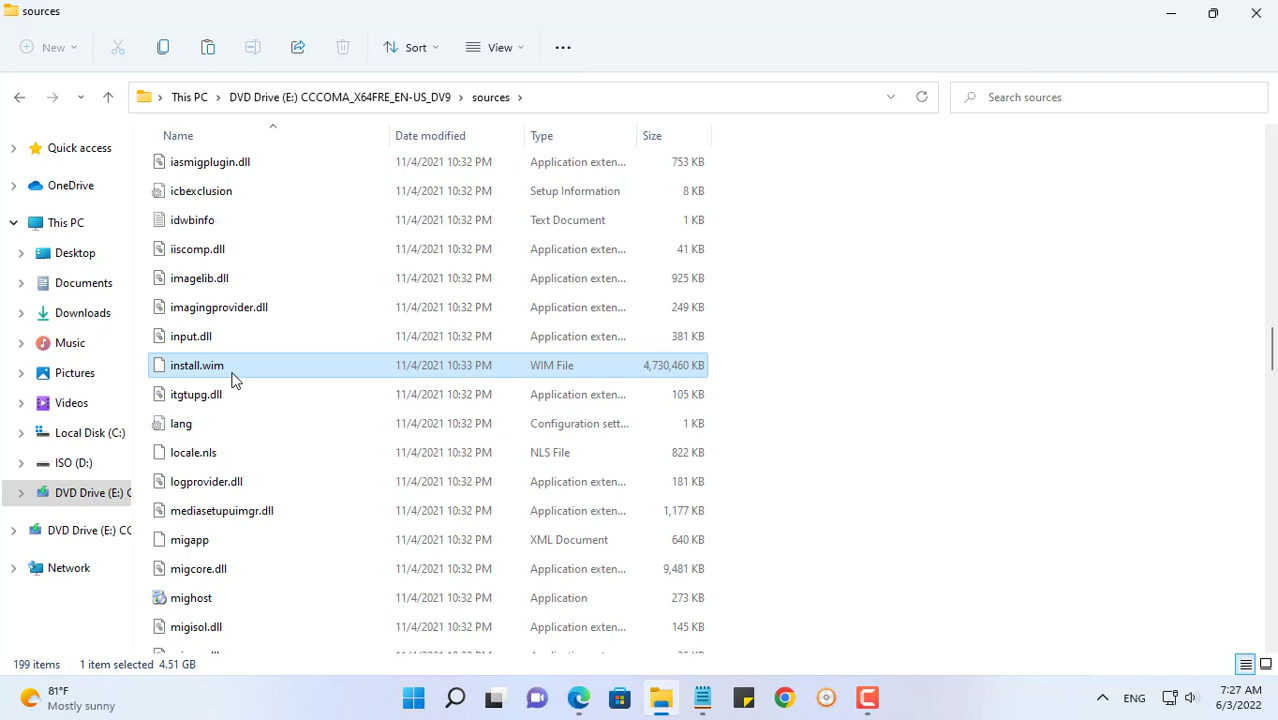 sources
New
Sort
View
This PC > DVD Drive (E:) CCCOMA_X64FRE_EN-US_DV9 > sources >
Search sources
Quick access
OneDrive
This PC
Desktop
Documents
Downloads
Music
Pictures
Videos
Local Disk (C:)
ISO (D:)
DVD Drive (E:) C
DVD Drive (E:) CC
Network
Name Date modified Type Size
iasmigplugin.dll 11/4/2021 10:32 PM Application exten... 753 KB
icbexclusion 11/4/2021 10:32 PM Setup Information 8 KB
idwbinfo 11/4/2021 10:32 PM Text Document 1 KB
iiscomp.dll 11/4/2021 10:32 PM Application exten... 41 KB
imagelib.dll 11/4/2021 10:32 PM Application exten... 925 KB
imagingprovider.dll 11/4/2021 10:32 PM Application exten... 249 KB
input.dll 11/4/2021 10:32 PM Application exten... 381 KB
install.wim 11/4/2021 10:33 PM WIM File 4,730,460 KB
itgtupg.dll 11/4/2021 10:32 PM Application exten... 105 KB
lang 11/4/2021 10:32 PM Configuration sett... 1 KB
locale.nls 11/4/2021 10:32 PM NLS File 822 KB
logprovider.dll 11/4/2021 10:32 PM Application exten... 181 KB
mediasetupuimgr.dll 11/4/2021 10:32 PM Application exten... 1,177 KB
migapp 11/4/2021 10:32 PM XML Document 640 KB
migcore.dll 11/4/2021 10:32 PM Application exten... 9,481 KB
mighost 11/4/2021 10:32 PM Application 273 KB
migisol.dll 11/4/2021 10:32 PM Application exten... 145 KB
199 items 1 item selected 4.51 GB
81°F
Mostly sunny
ENG
7:27 AM
6/3/2022